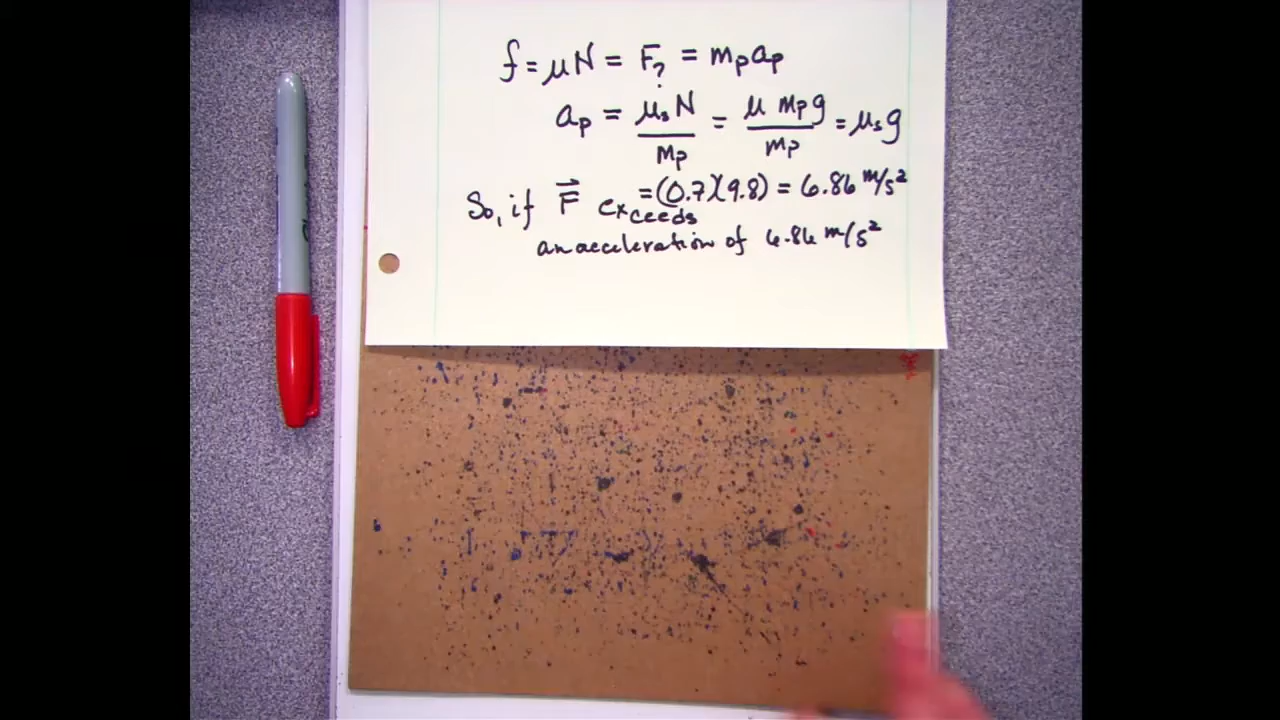 f = μN = F? = mₚaₚ
aₚ = μₛN / mₚ = μ mₚg / mₚ = μₛg
= (0.7)(9.8) = 6.86 m/s²
So, if F⃗ exceeds
an acceleration of 6.86 m/s²